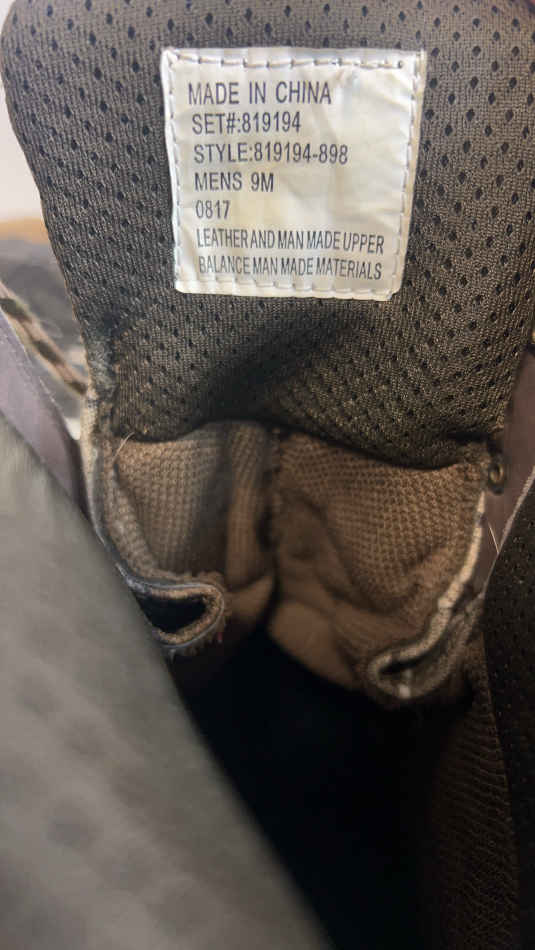 MADE IN CHINA
SET#:819194
STYLE:819194-898
MENS 9M
0817
LEATHER AND MAN MADE UPPER
BALANCE MAN MADE MATERIALS